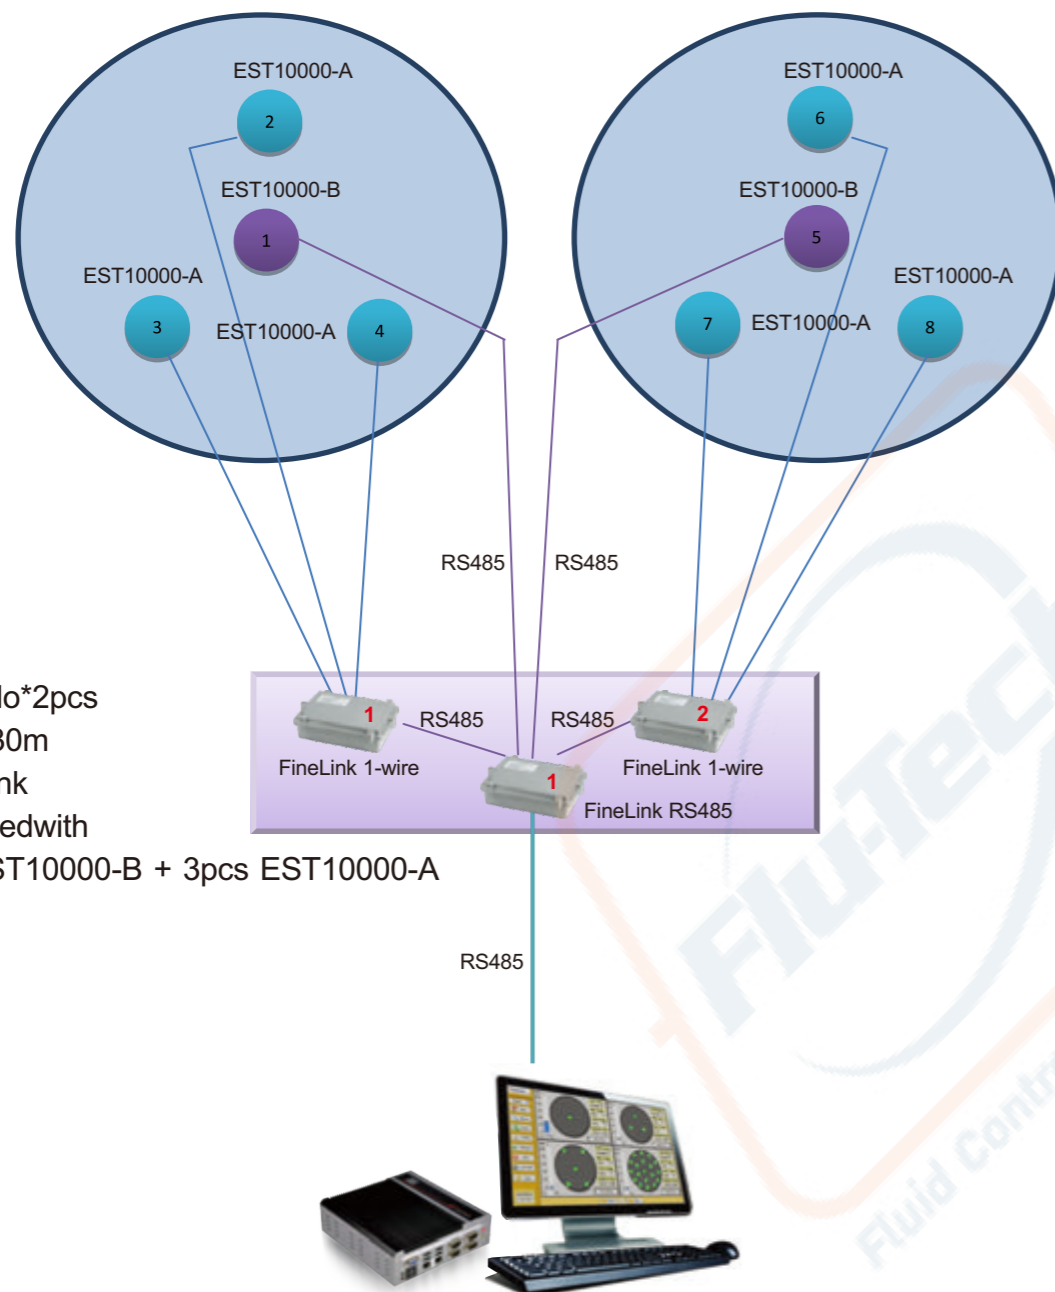 EST10000-A
2
EST10000-B
1
EST10000-A
3
EST10000-A
4
EST10000-A
6
EST10000-B
5
EST10000-A
7
EST10000-A
8
RS485
RS485
lo*2pcs
30m
nk
edwith
ST10000-B + 3pcs EST10000-A
1
RS485
RS485
2
FineLink 1-wire
FineLink 1-wire
1
FineLink RS485
RS485
Flu-Tech
Fluid Contr